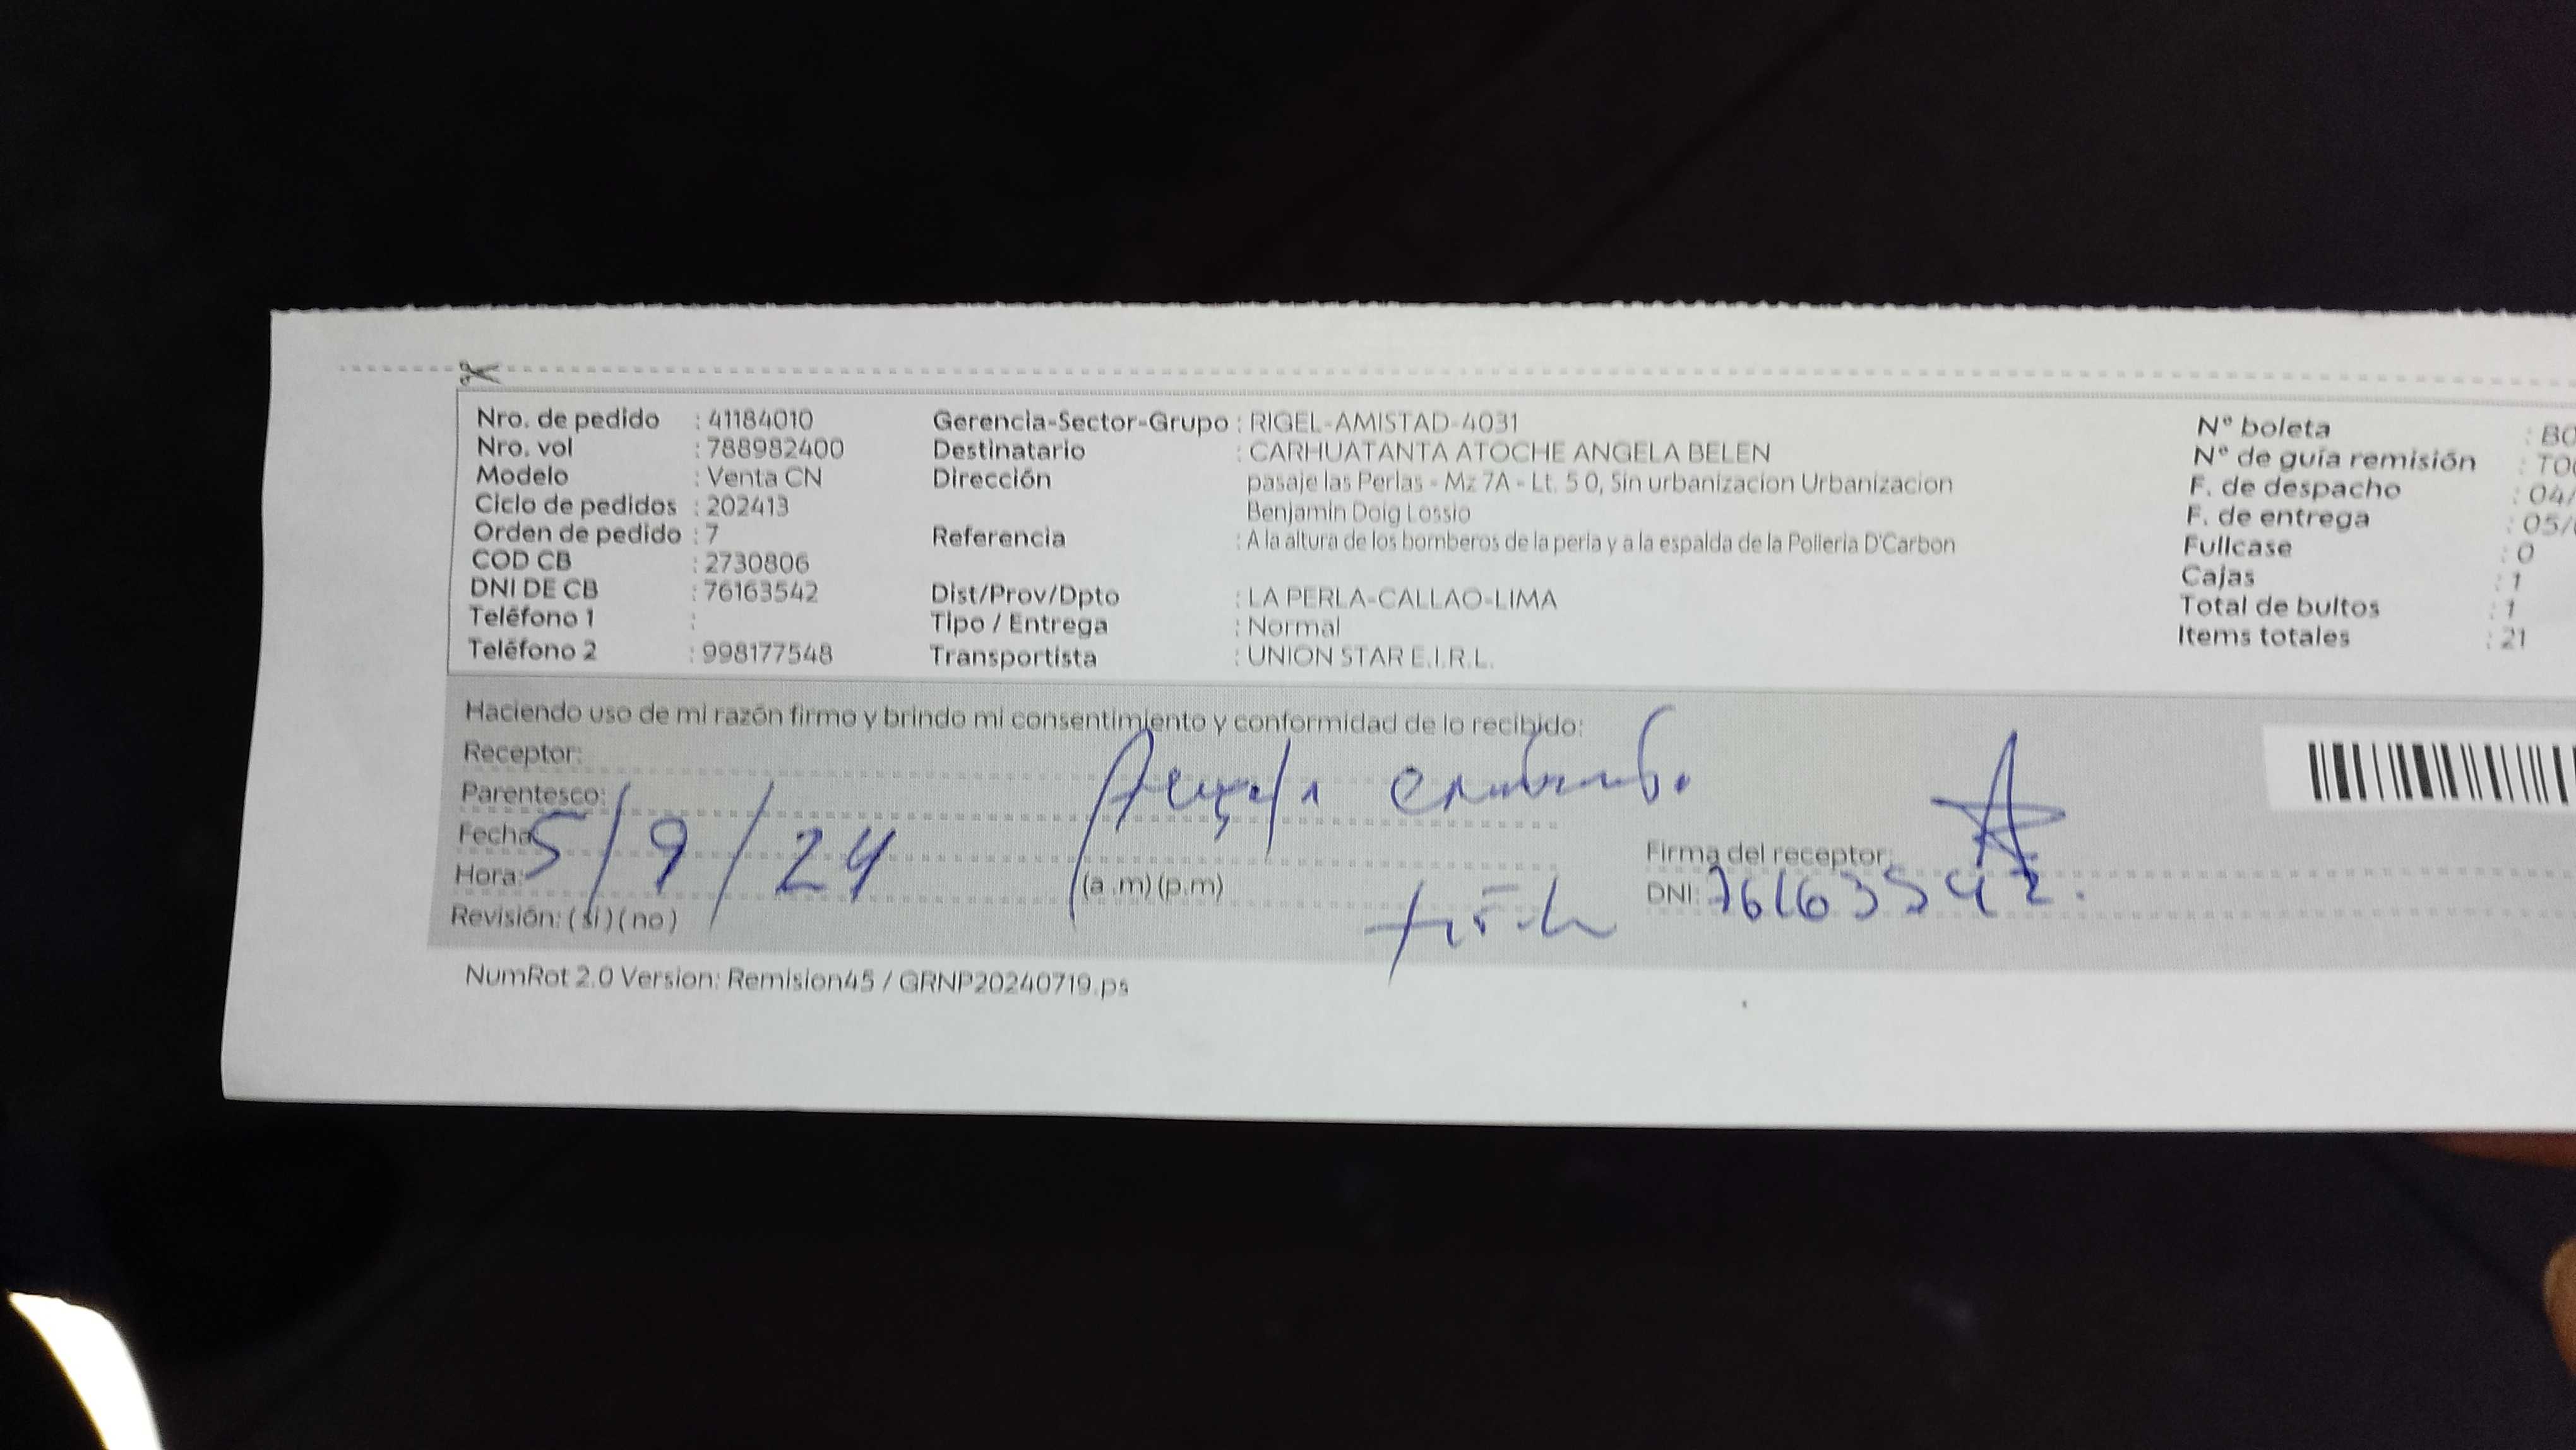 Nro. de pedido : 41184010
Nro. vol : 788982400
Modelo : Venta CN
Ciclo de pedidos : 202413
Orden de pedido : 7
COD CB : 2730806
DNI DE CB : 76163542
Teléfono 1 :
Teléfono 2 : 998177548
Gerencia-Sector-Grupo : RIGEL-AMISTAD-4031
Destinatario : CARHUATANTA ATOCHE ANGELA BELEN
Dirección pasaje las Perlas - Mz 7A - Lt. 5 0, Sin urbanizacion Urbanizacion
Benjamin Doig Lossio
Referencia : A la altura de los bomberos de la perla y a la espalda de la Polleria D'Carbon
Dist/Prov/Dpto : LA PERLA-CALLAO-LIMA
Tipo / Entrega : Normal
Transportista : UNION STAR E.I.R.L.
N° boleta : BO
N° de guía remisión : TO
F. de despacho : 04/
F. de entrega : 05/
Fullcase : 0
Cajas : 1
Total de bultos : 1
Items totales : 21
Haciendo uso de mi razón firmo y brindo mi consentimiento y conformidad de lo recibido:
Receptor: Angela
Parentesco:
Fecha 5/9/24
Hora: (a .m) (p.m)
Revisión: ( si ) ( no )
Firma del receptor:
DNI: 76163542.
NumRot 2.0 Version: Remision45 / GRNP20240719.ps